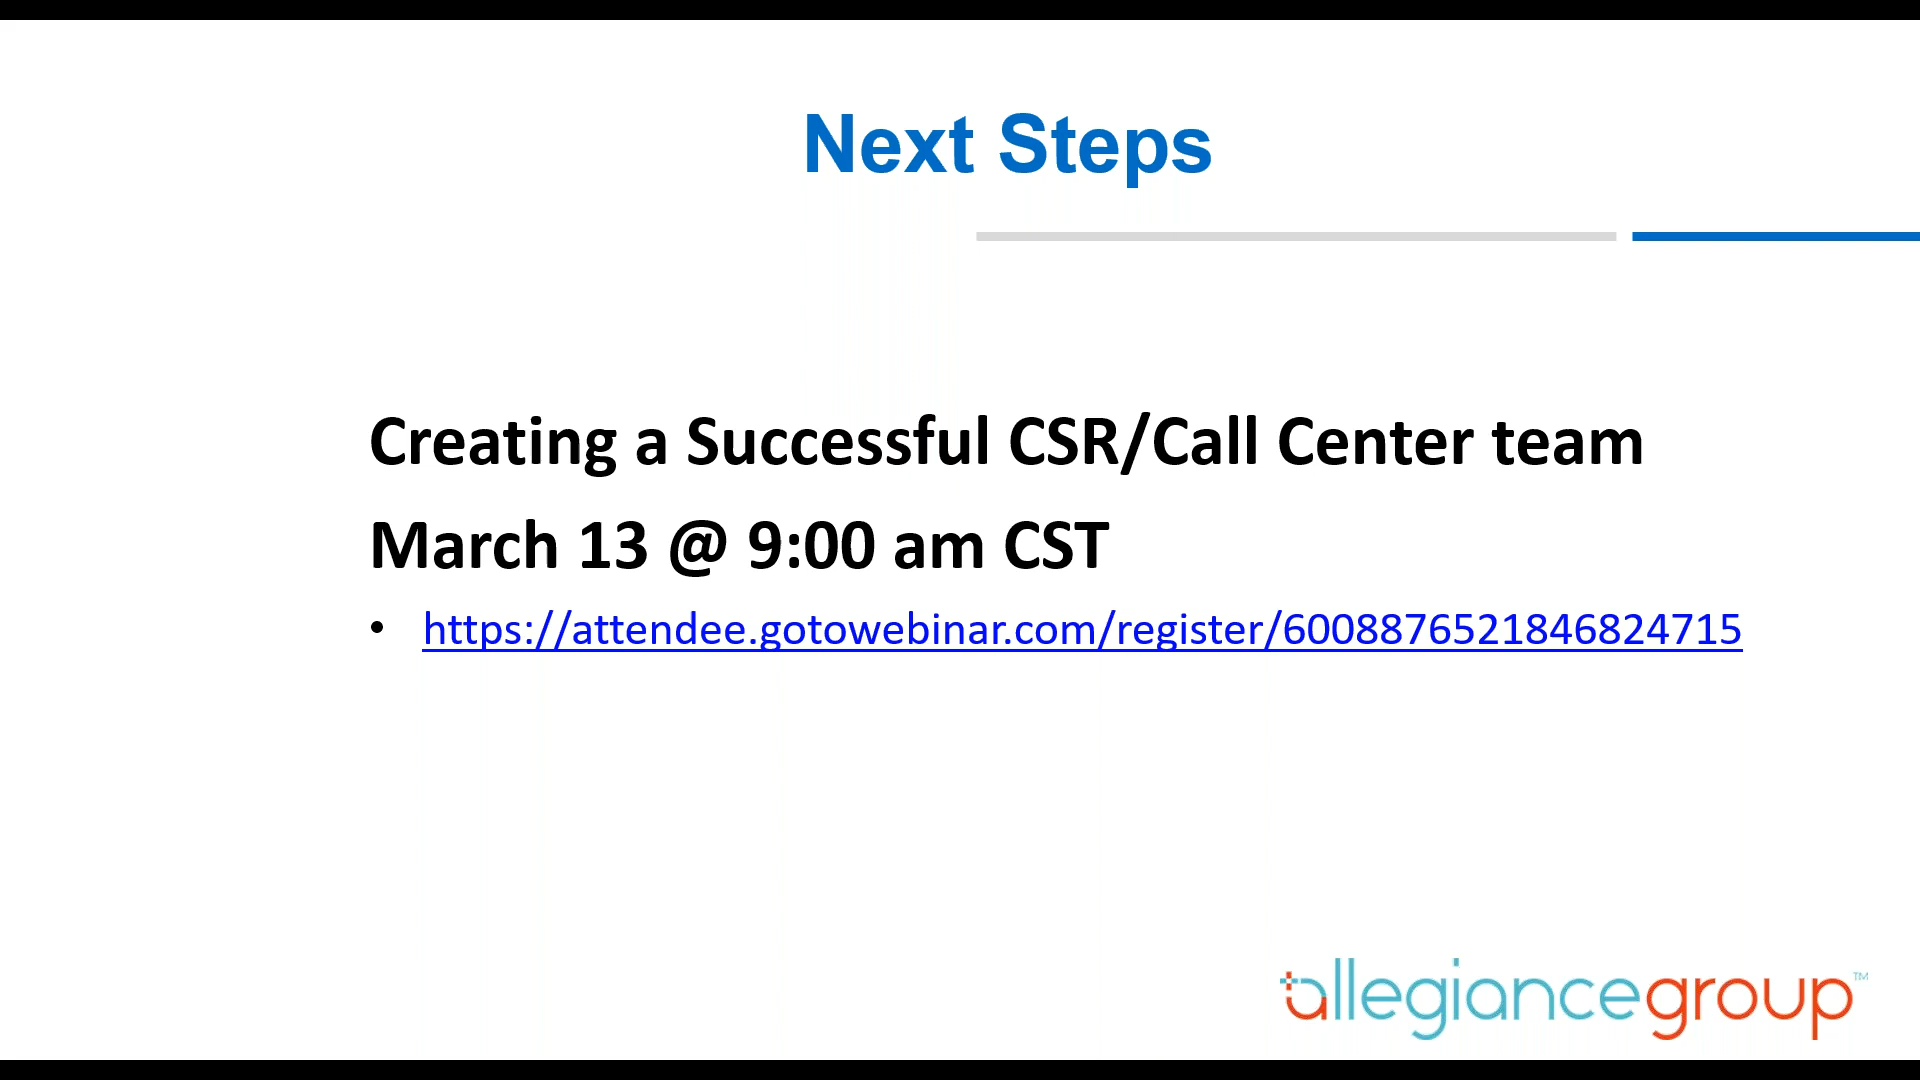 Next Steps
Creating a Successful CSR/Call Center team
March 13 @ 9:00 am CST
• https://attendee.gotowebinar.com/register/6008876521846824715
allegiancegroup™